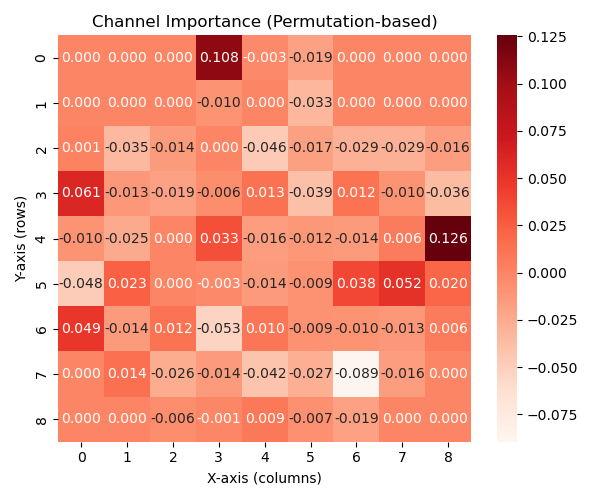 Channel Importance (Permutation-based)
0 0.000 0.000 0.000 0.108 -0.003 -0.019 0.000 0.000 0.000
1 0.000 0.000 0.000 -0.010 0.000 -0.033 0.000 0.000 0.000
2 0.001 -0.035 -0.014 0.000 -0.046 -0.017 -0.029 -0.029 -0.016
3 0.061 -0.013 -0.019 -0.006 0.013 -0.039 0.012 -0.010 -0.036
4 -0.010 -0.025 0.000 0.033 -0.016 -0.012 -0.014 0.006 0.126
5 -0.048 0.023 0.000 -0.003 -0.014 -0.009 0.038 0.052 0.020
6 0.049 -0.014 0.012 -0.053 0.010 -0.009 -0.010 -0.013 0.006
7 0.000 0.014 -0.026 -0.014 -0.042 -0.027 -0.089 -0.016 0.000
8 0.000 0.000 -0.006 -0.001 0.009 -0.007 -0.019 0.000 0.000
0 1 2 3 4 5 6 7 8
X-axis (columns)
Y-axis (rows)
0.125
0.100
0.075
0.050
0.025
0.000
−0.025
−0.050
−0.075